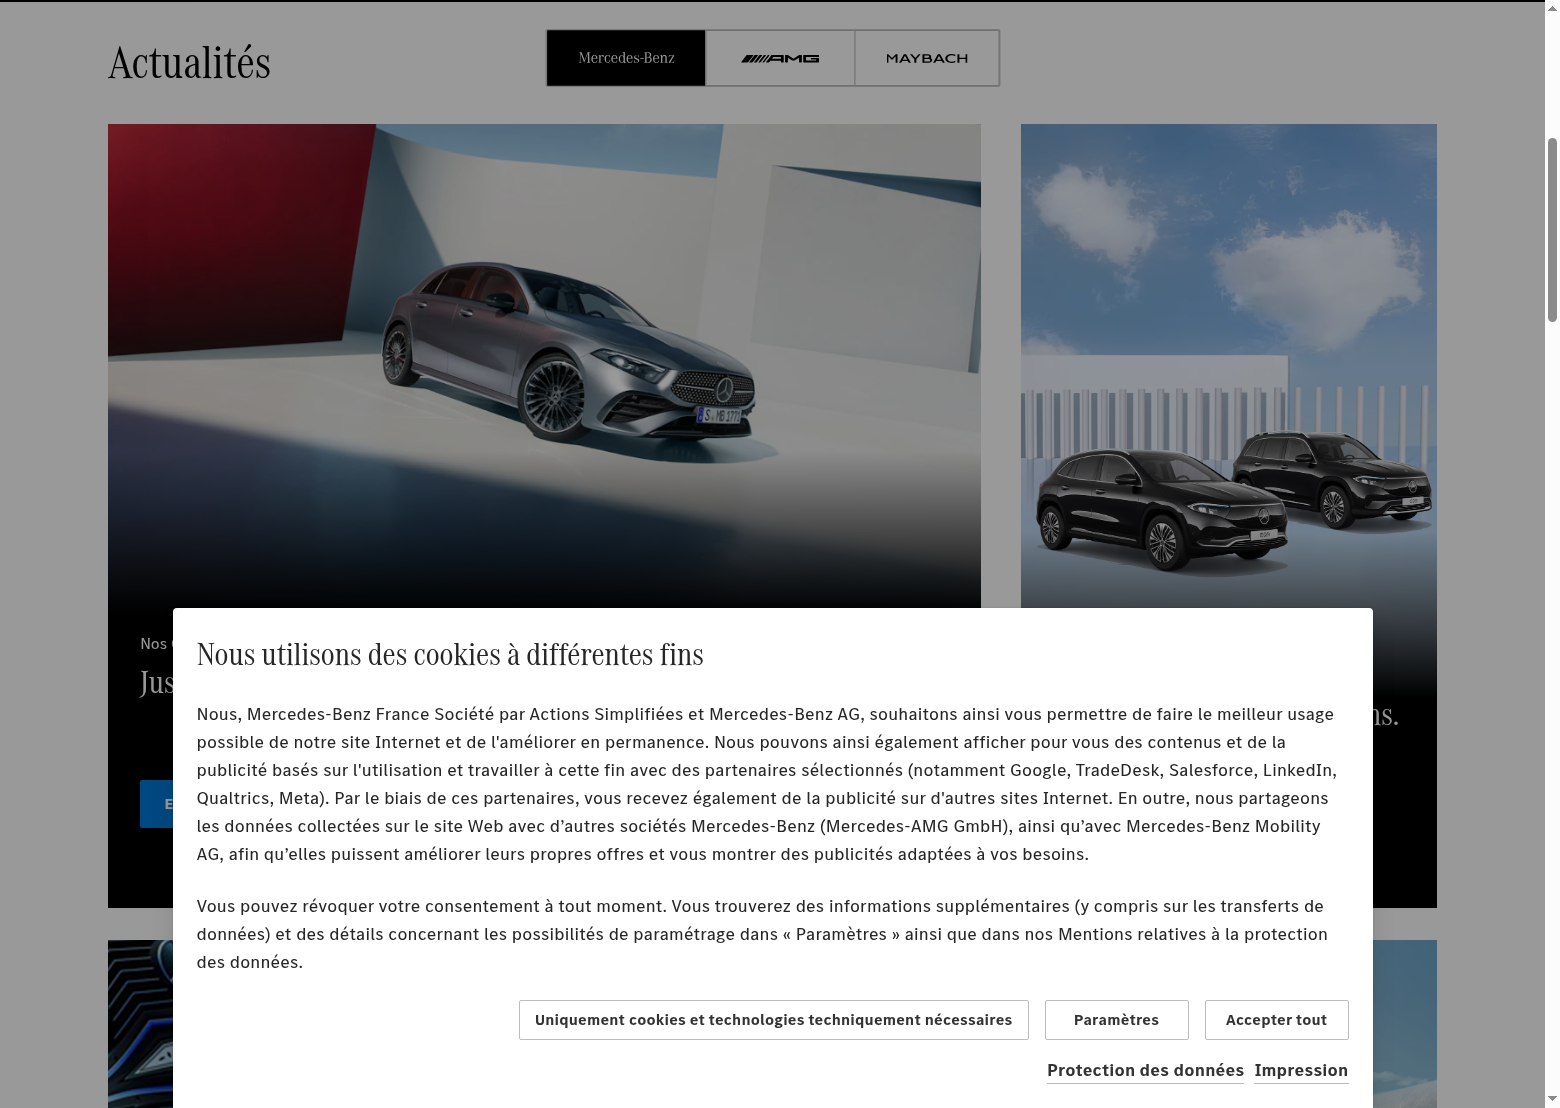 Actualités
Mercedes-Benz
AMG
MAYBACH
S MB 1771
Nos
ns.
Nous utilisons des cookies à différentes fins
Nous, Mercedes-Benz France Société par Actions Simplifiées et Mercedes-Benz AG, souhaitons ainsi vous permettre de faire le meilleur usage
possible de notre site Internet et de l'améliorer en permanence. Nous pouvons ainsi également afficher pour vous des contenus et de la
publicité basés sur l'utilisation et travailler à cette fin avec des partenaires sélectionnés (notamment Google, TradeDesk, Salesforce, LinkedIn,
Qualtrics, Meta). Par le biais de ces partenaires, vous recevez également de la publicité sur d'autres sites Internet. En outre, nous partageons
les données collectées sur le site Web avec d’autres sociétés Mercedes-Benz (Mercedes-AMG GmbH), ainsi qu’avec Mercedes-Benz Mobility
AG, afin qu’elles puissent améliorer leurs propres offres et vous montrer des publicités adaptées à vos besoins.
Vous pouvez révoquer votre consentement à tout moment. Vous trouverez des informations supplémentaires (y compris sur les transferts de
données) et des détails concernant les possibilités de paramétrage dans « Paramètres » ainsi que dans nos Mentions relatives à la protection
des données.
Uniquement cookies et technologies techniquement nécessaires
Paramètres
Accepter tout
Protection des données
Impression